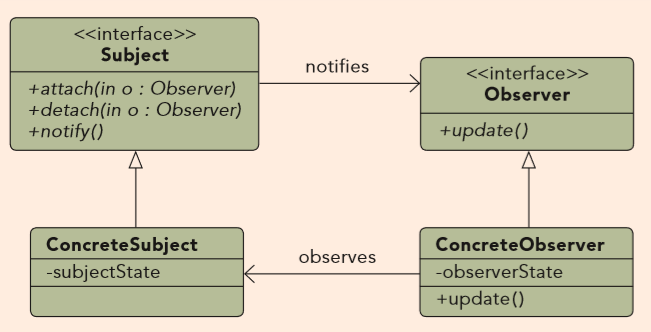 <<interface>>
Subject
+attach(in o : Observer)
+detach(in o : Observer)
+notify()
notifies
<<interface>>
Observer
+update()
ConcreteSubject
-subjectState
observes
ConcreteObserver
-observerState
+update()